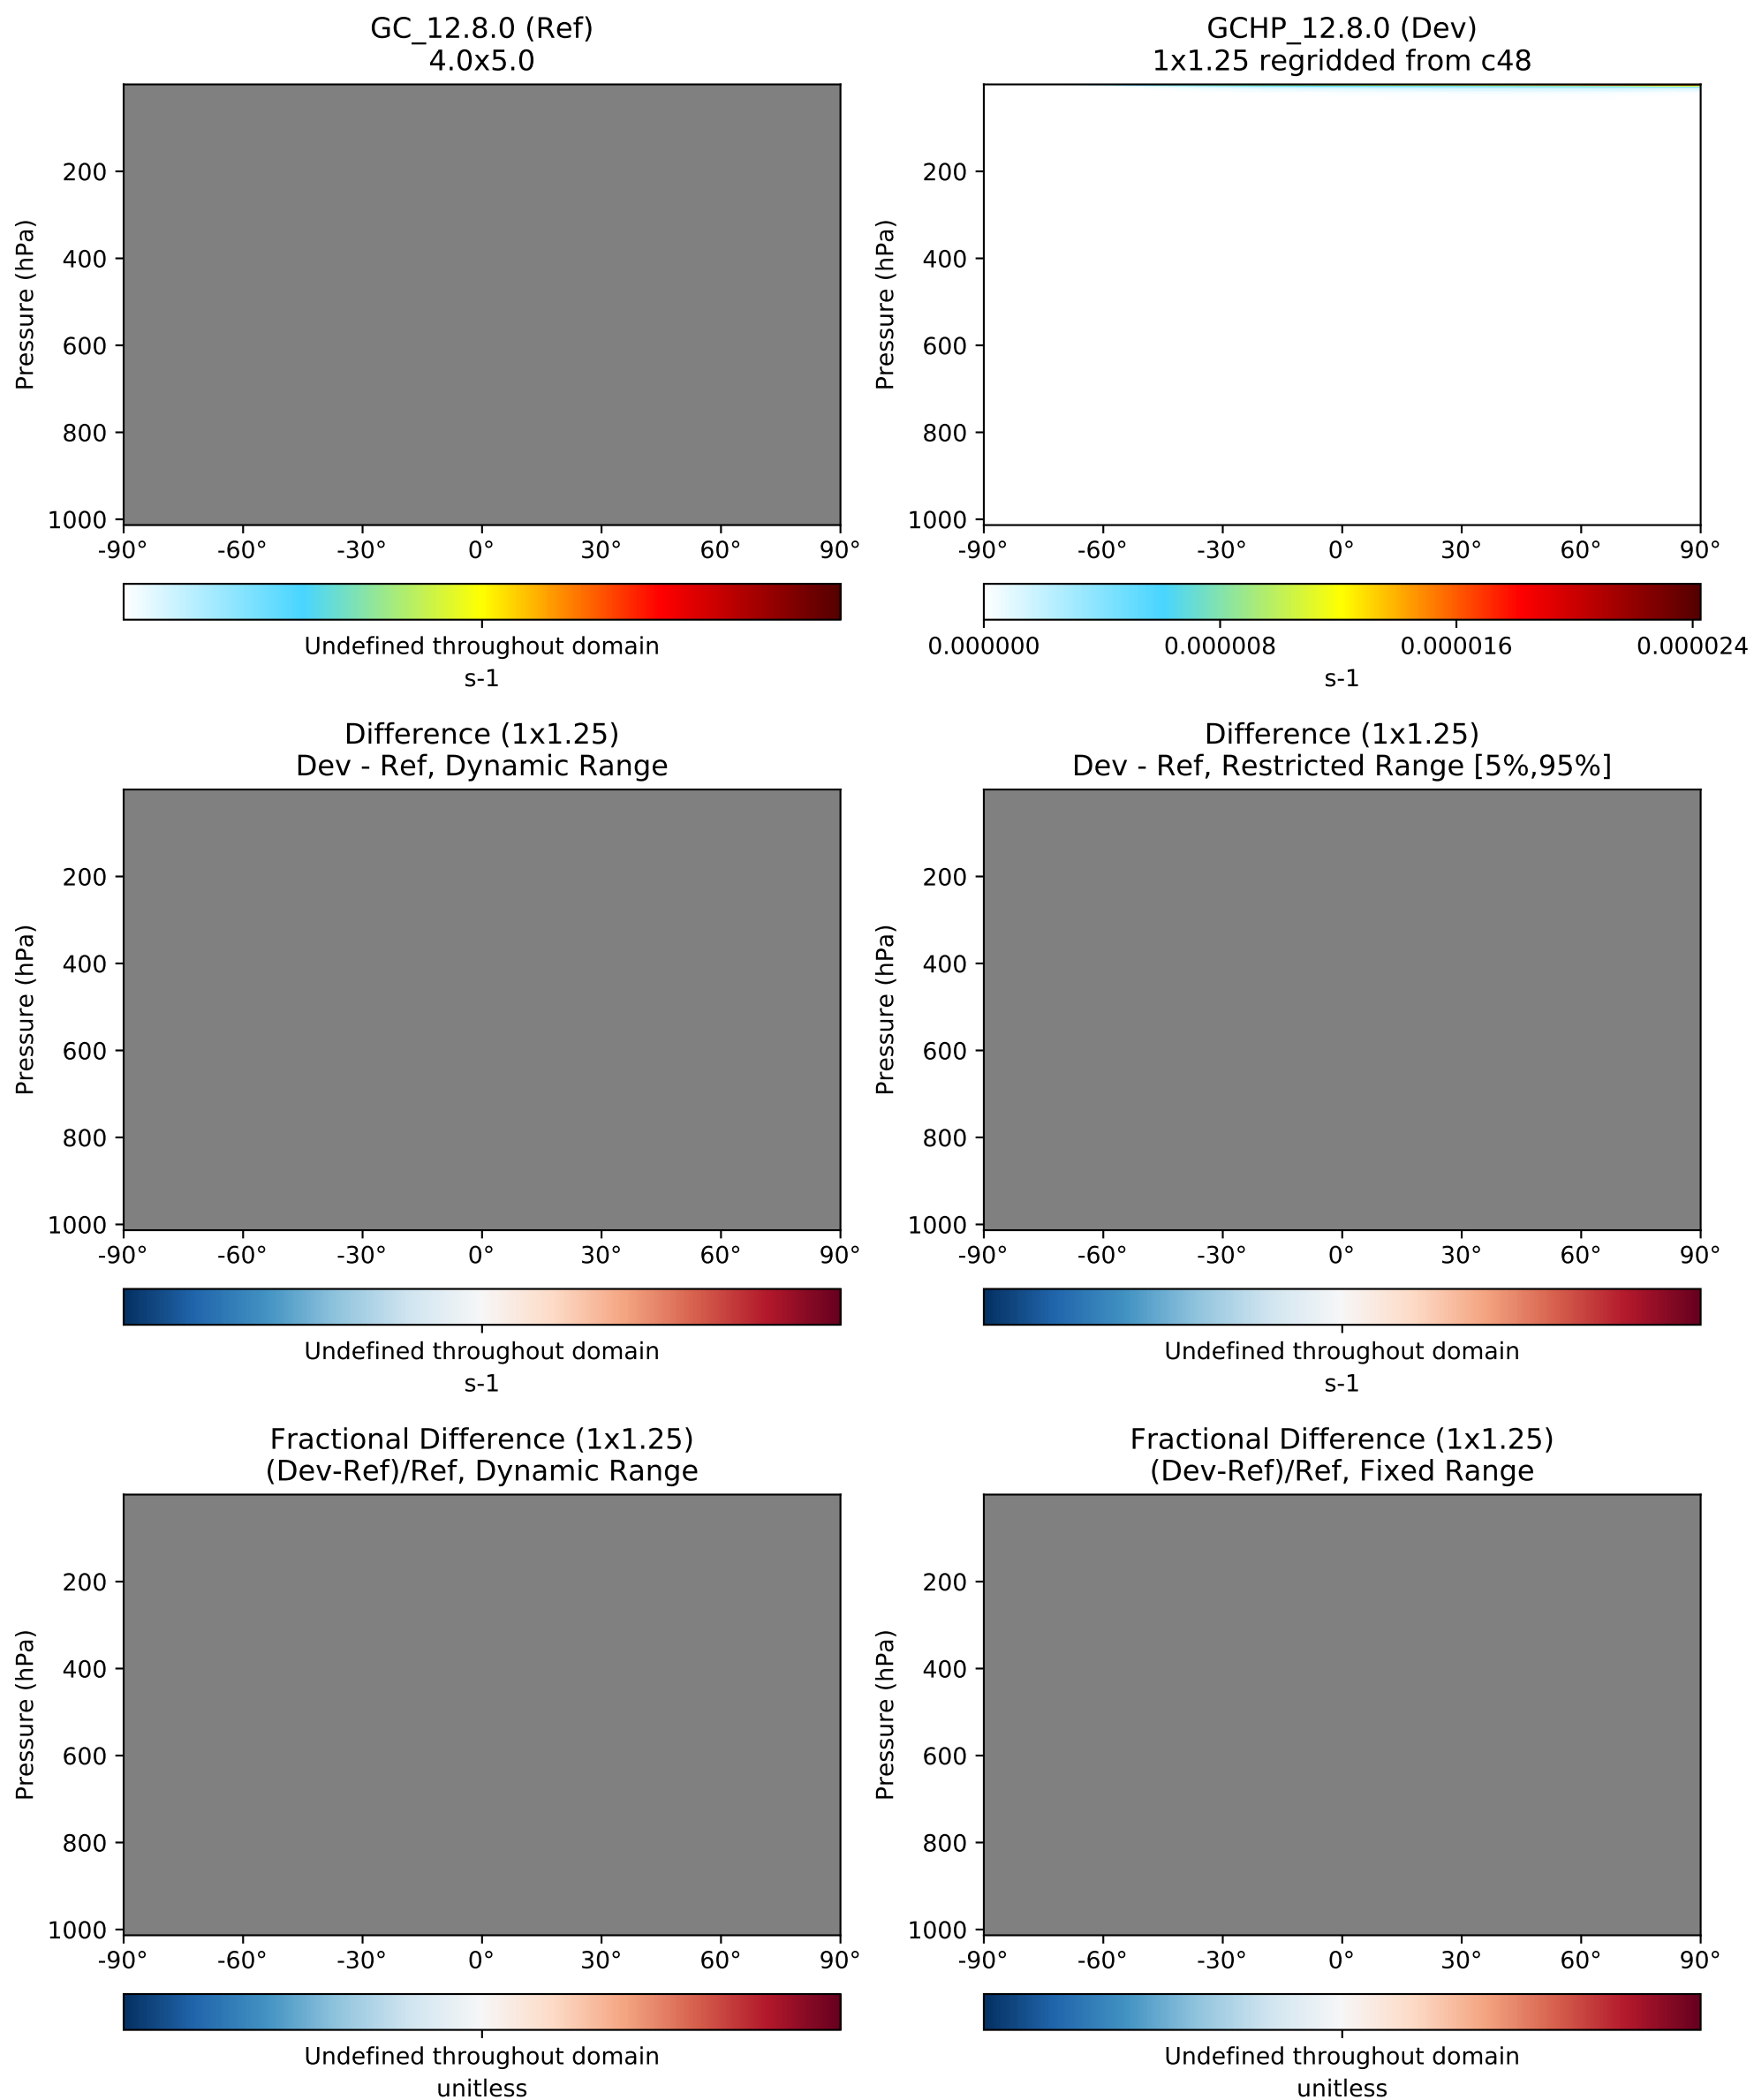 GC_12.8.0 (Ref)
4.0x5.0
Pressure (hPa)
200
400
600
800
1000
-90° -60° -30° 0° 30° 60° 90°
Undefined throughout domain
s-1
GCHP_12.8.0 (Dev)
1x1.25 regridded from c48
Pressure (hPa)
200
400
600
800
1000
-90° -60° -30° 0° 30° 60° 90°
0.000000 0.000008 0.000016 0.000024
s-1
Difference (1x1.25)
Dev - Ref, Dynamic Range
Pressure (hPa)
200
400
600
800
1000
-90° -60° -30° 0° 30° 60° 90°
Undefined throughout domain
s-1
Difference (1x1.25)
Dev - Ref, Restricted Range [5%,95%]
Pressure (hPa)
200
400
600
800
1000
-90° -60° -30° 0° 30° 60° 90°
Undefined throughout domain
s-1
Fractional Difference (1x1.25)
(Dev-Ref)/Ref, Dynamic Range
Pressure (hPa)
200
400
600
800
1000
-90° -60° -30° 0° 30° 60° 90°
Undefined throughout domain
unitless
Fractional Difference (1x1.25)
(Dev-Ref)/Ref, Fixed Range
Pressure (hPa)
200
400
600
800
1000
-90° -60° -30° 0° 30° 60° 90°
Undefined throughout domain
unitless